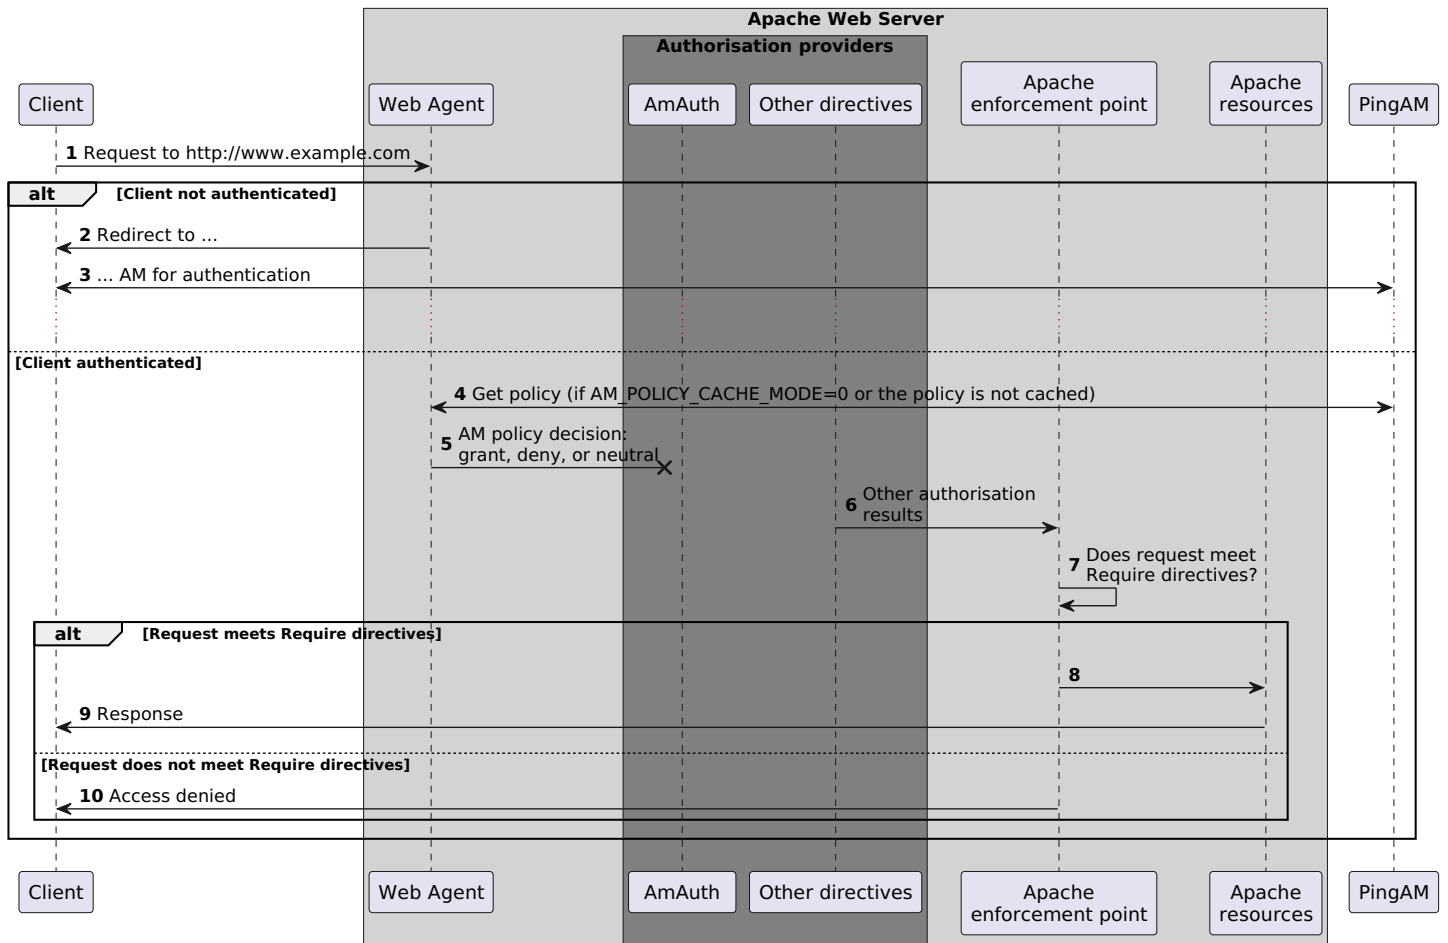 Apache Web Server
Authorisation providers
Client
Web Agent
AmAuth
Other directives
Apache
enforcement point
Apache
resources
PingAM
1 Request to http://www.example.com
alt [Client not authenticated]
2 Redirect to ...
3 ... AM for authentication
[Client authenticated]
4 Get policy (if AM_POLICY_CACHE_MODE=0 or the policy is not cached)
5 AM policy decision:
grant, deny, or neutral
6 Other authorisation
results
7 Does request meet
Require directives?
alt [Request meets Require directives]
8
9 Response
[Request does not meet Require directives]
10 Access denied
Client
Web Agent
AmAuth
Other directives
Apache
enforcement point
Apache
resources
PingAM